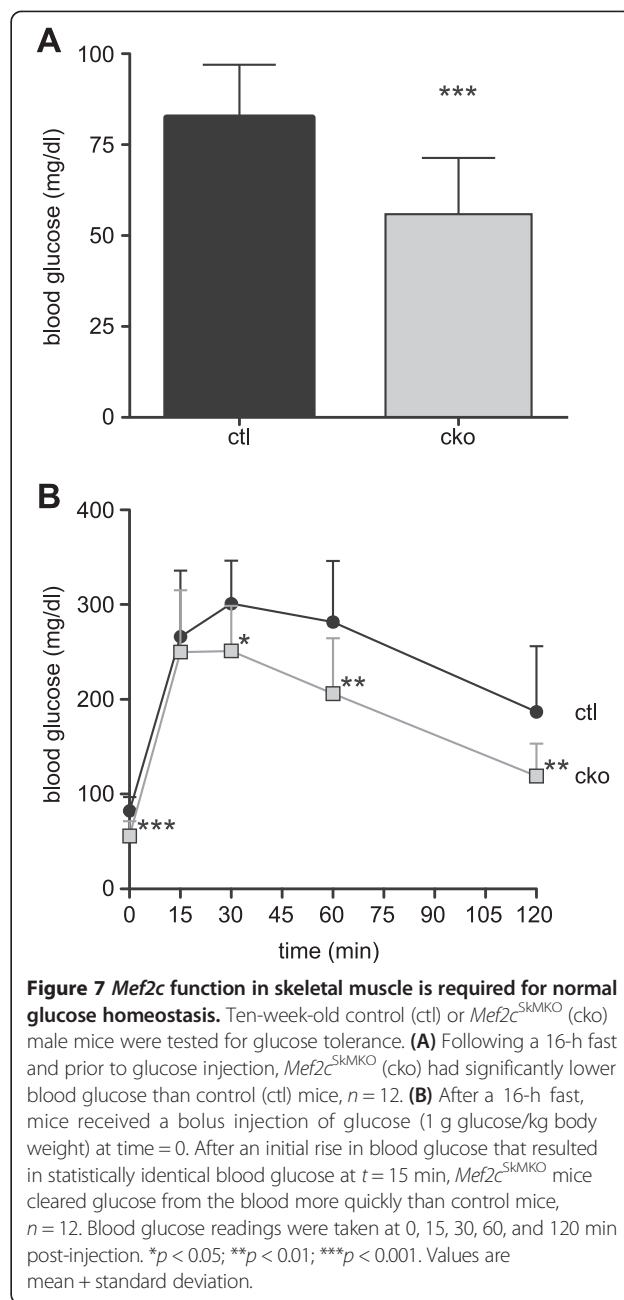 A
100
75
50
25
0
blood glucose (mg/dl)
***
ctl
cko
B
400
300
200
100
0
blood glucose (mg/dl)
***
*
**
**
ctl
cko
0 15 30 45 60 75 90 105 120
time (min)
Figure 7 Mef2c function in skeletal muscle is required for normal
glucose homeostasis. Ten-week-old control (ctl) or Mef2cSkMKO (cko)
male mice were tested for glucose tolerance. (A) Following a 16-h fast
and prior to glucose injection, Mef2cSkMKO (cko) had significantly lower
blood glucose than control (ctl) mice, n = 12. (B) After a 16-h fast,
mice received a bolus injection of glucose (1 g glucose/kg body
weight) at time = 0. After an initial rise in blood glucose that resulted
in statistically identical blood glucose at t = 15 min, Mef2cSkMKO mice
cleared glucose from the blood more quickly than control mice,
n = 12. Blood glucose readings were taken at 0, 15, 30, 60, and 120 min
post-injection. *p < 0.05; **p < 0.01; ***p < 0.001. Values are
mean + standard deviation.